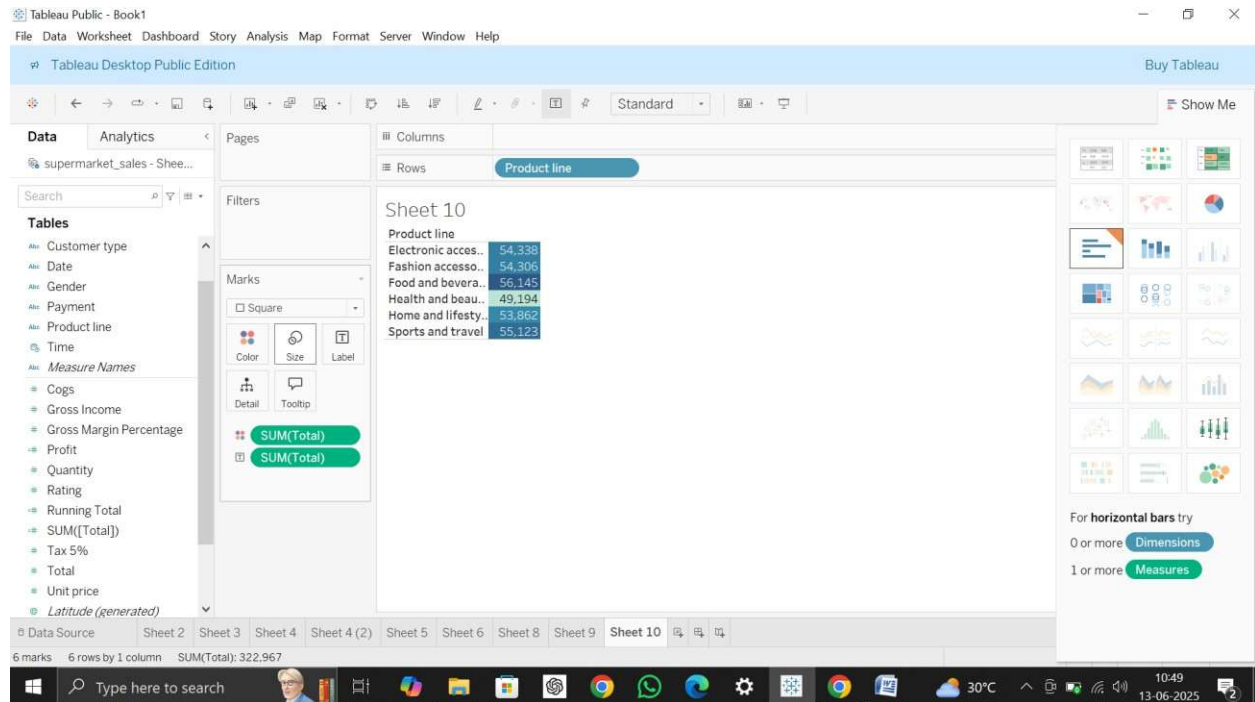 Tableau Public - Book1
File Data Worksheet Dashboard Story Analysis Map Format Server Window Help
Tableau Desktop Public Edition
Buy Tableau
Standard
Show Me
Data
Analytics
Pages
Columns
supermarket_sales - Shee...
Rows
Product line
Search
Filters
Tables
Customer type
Date
Gender
Payment
Product line
Time
Measure Names
Cogs
Gross Income
Gross Margin Percentage
Profit
Quantity
Rating
Running Total
SUM([Total])
Tax 5%
Total
Unit price
Latitude (generated)
Marks
Square
Color Size Label
Detail Tooltip
SUM(Total)
SUM(Total)
Sheet 10
Product line
Electronic acces.. 54,338
Fashion accesso.. 54,306
Food and bevera.. 56,145
Health and beau.. 49,194
Home and lifesty.. 53,862
Sports and travel 55,123
For horizontal bars try
0 or more Dimensions
1 or more Measures
Data Source Sheet 2 Sheet 3 Sheet 4 Sheet 4 (2) Sheet 5 Sheet 6 Sheet 8 Sheet 9 Sheet 10
6 marks 6 rows by 1 column SUM(Total): 322,967
Type here to search
30°C
10:49
13-06-2025
2